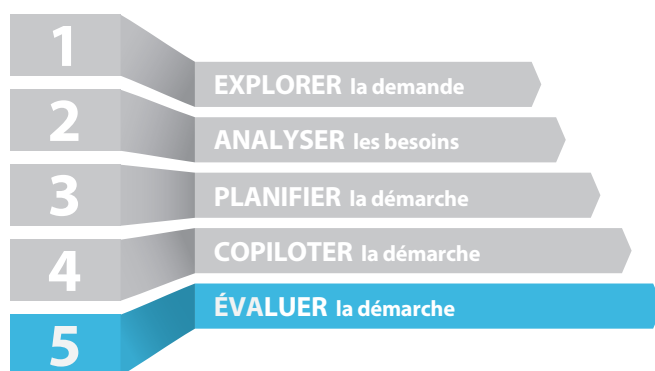 1
EXPLORER la demande
2
ANALYSER les besoins
3
PLANIFIER la démarche
4
COPILOTER la démarche
5
ÉVALUER la démarche